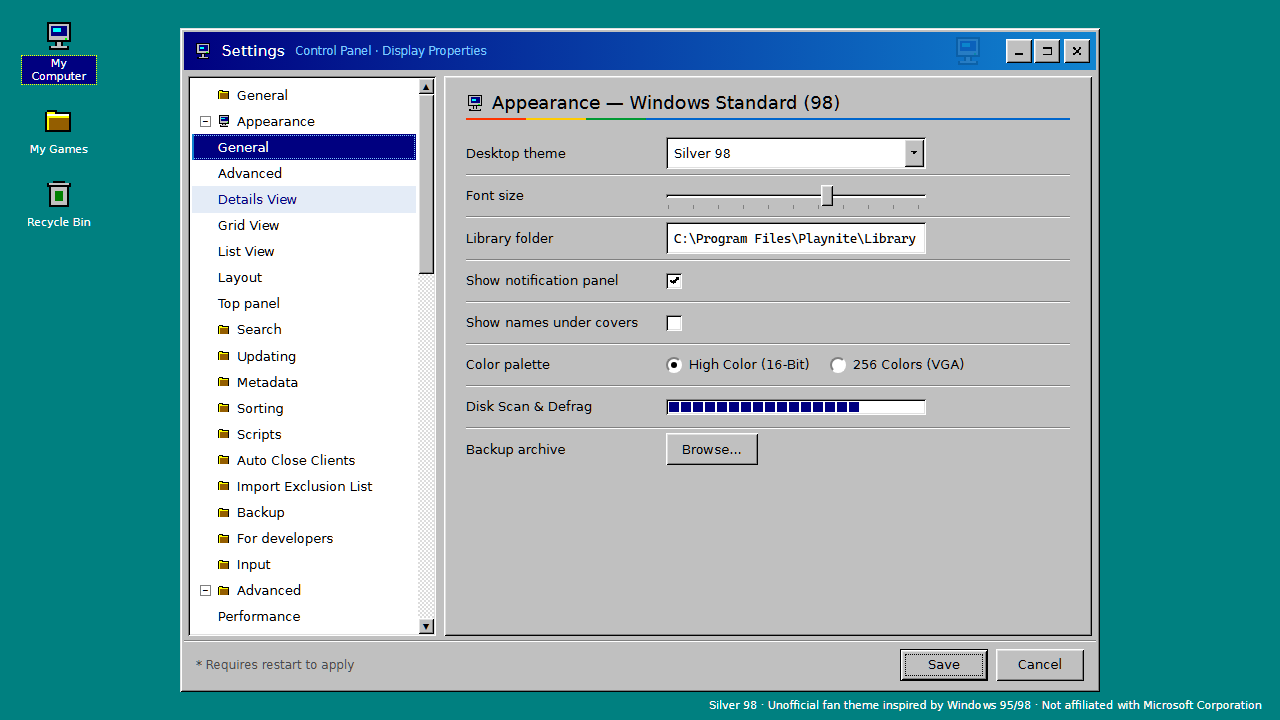 My
Computer
My Games
Recycle Bin
Settings Control Panel · Display Properties
General
Appearance
General
Advanced
Details View
Grid View
List View
Layout
Top panel
Search
Updating
Metadata
Sorting
Scripts
Auto Close Clients
Import Exclusion List
Backup
For developers
Input
Advanced
Performance
Appearance — Windows Standard (98)
Desktop theme Silver 98
Font size
Library folder C:\Program Files\Playnite\Library
Show notification panel
Show names under covers
Color palette High Color (16-Bit) 256 Colors (VGA)
Disk Scan & Defrag
Backup archive Browse...
* Requires restart to apply
Save Cancel
Silver 98 · Unofficial fan theme inspired by Windows 95/98 · Not affiliated with Microsoft Corporation